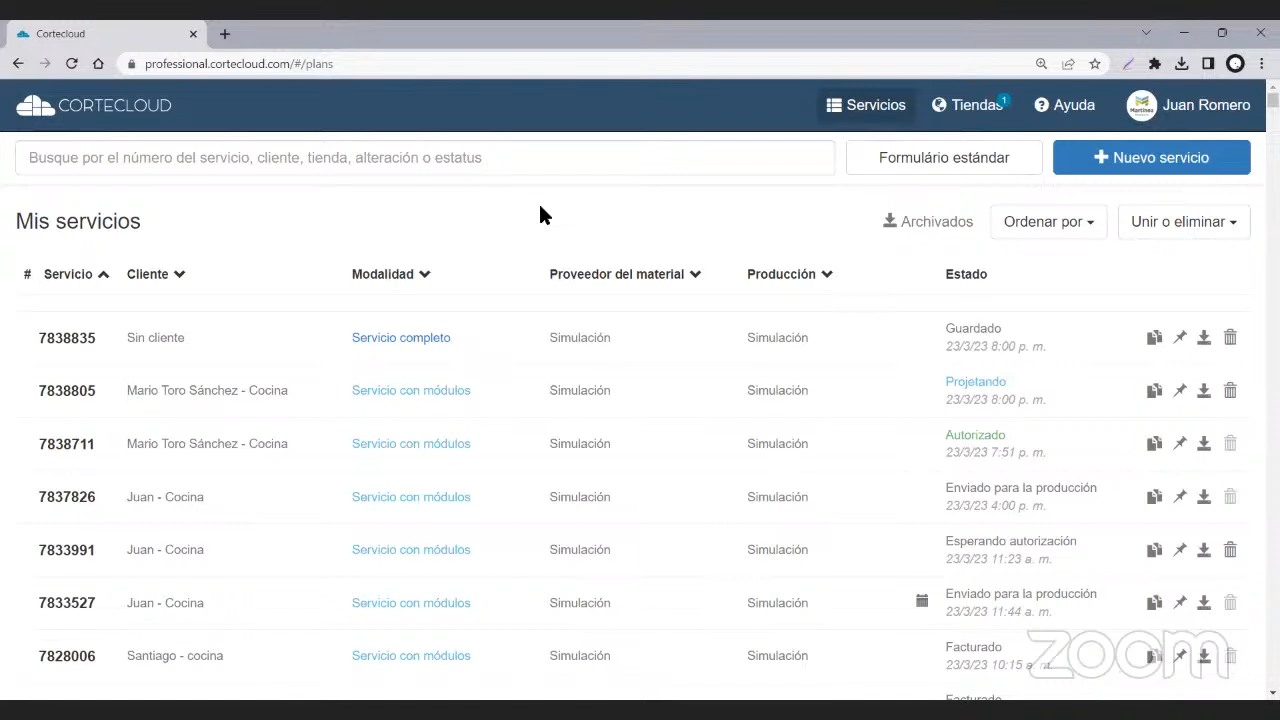 Cortecloud
professional.cortecloud.com/#/plans
CORTECLOUD
Servicios
Tiendas 1
Ayuda
Martínez
Juan Romero
Busque por el número del servicio, cliente, tienda, alteración o estatus
Formulário estándar
Nuevo servicio
Mis servicios
Archivados
Ordenar por
Unir o eliminar
# Servicio Cliente Modalidad Proveedor del material Producción Estado
7838835 Sin cliente Servicio completo Simulación Simulación Guardado
23/3/23 8:00 p. m.
7838805 Mario Toro Sánchez - Cocina Servicio con módulos Simulación Simulación Projetando
23/3/23 8:00 p. m.
7838711 Mario Toro Sánchez - Cocina Servicio con módulos Simulación Simulación Autorizado
23/3/23 7:51 p. m.
7837826 Juan - Cocina Servicio con módulos Simulación Simulación Enviado para la producción
23/3/23 4:00 p. m.
7833991 Juan - Cocina Servicio con módulos Simulación Simulación Esperando autorización
23/3/23 11:23 a. m.
7833527 Juan - Cocina Servicio con módulos Simulación Simulación Enviado para la producción
23/3/23 11:44 a. m.
7828006 Santiago - cocina Servicio con módulos Simulación Simulación Facturado
23/3/23 10:15 a. m.
Facturado
zoom